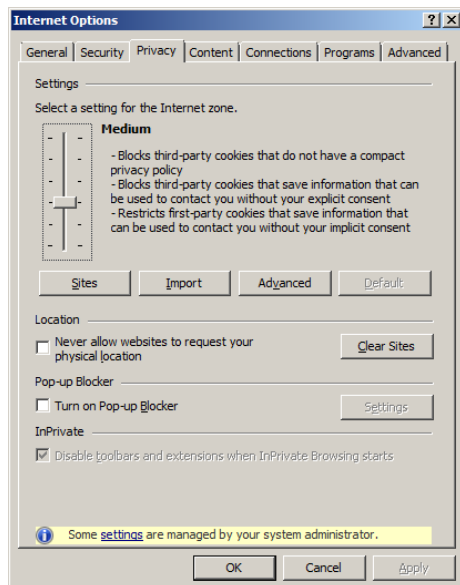 Internet Options
General Security Privacy Content Connections Programs Advanced
Settings
Select a setting for the Internet zone.
Medium
- Blocks third-party cookies that do not have a compact
privacy policy
- Blocks third-party cookies that save information that can
be used to contact you without your explicit consent
- Restricts first-party cookies that save information that
can be used to contact you without your implicit consent
Sites Import Advanced Default
Location
Never allow websites to request your
physical location
Clear Sites
Pop-up Blocker
Turn on Pop-up Blocker Settings
InPrivate
Disable toolbars and extensions when InPrivate Browsing starts
Some settings are managed by your system administrator.
OK Cancel Apply